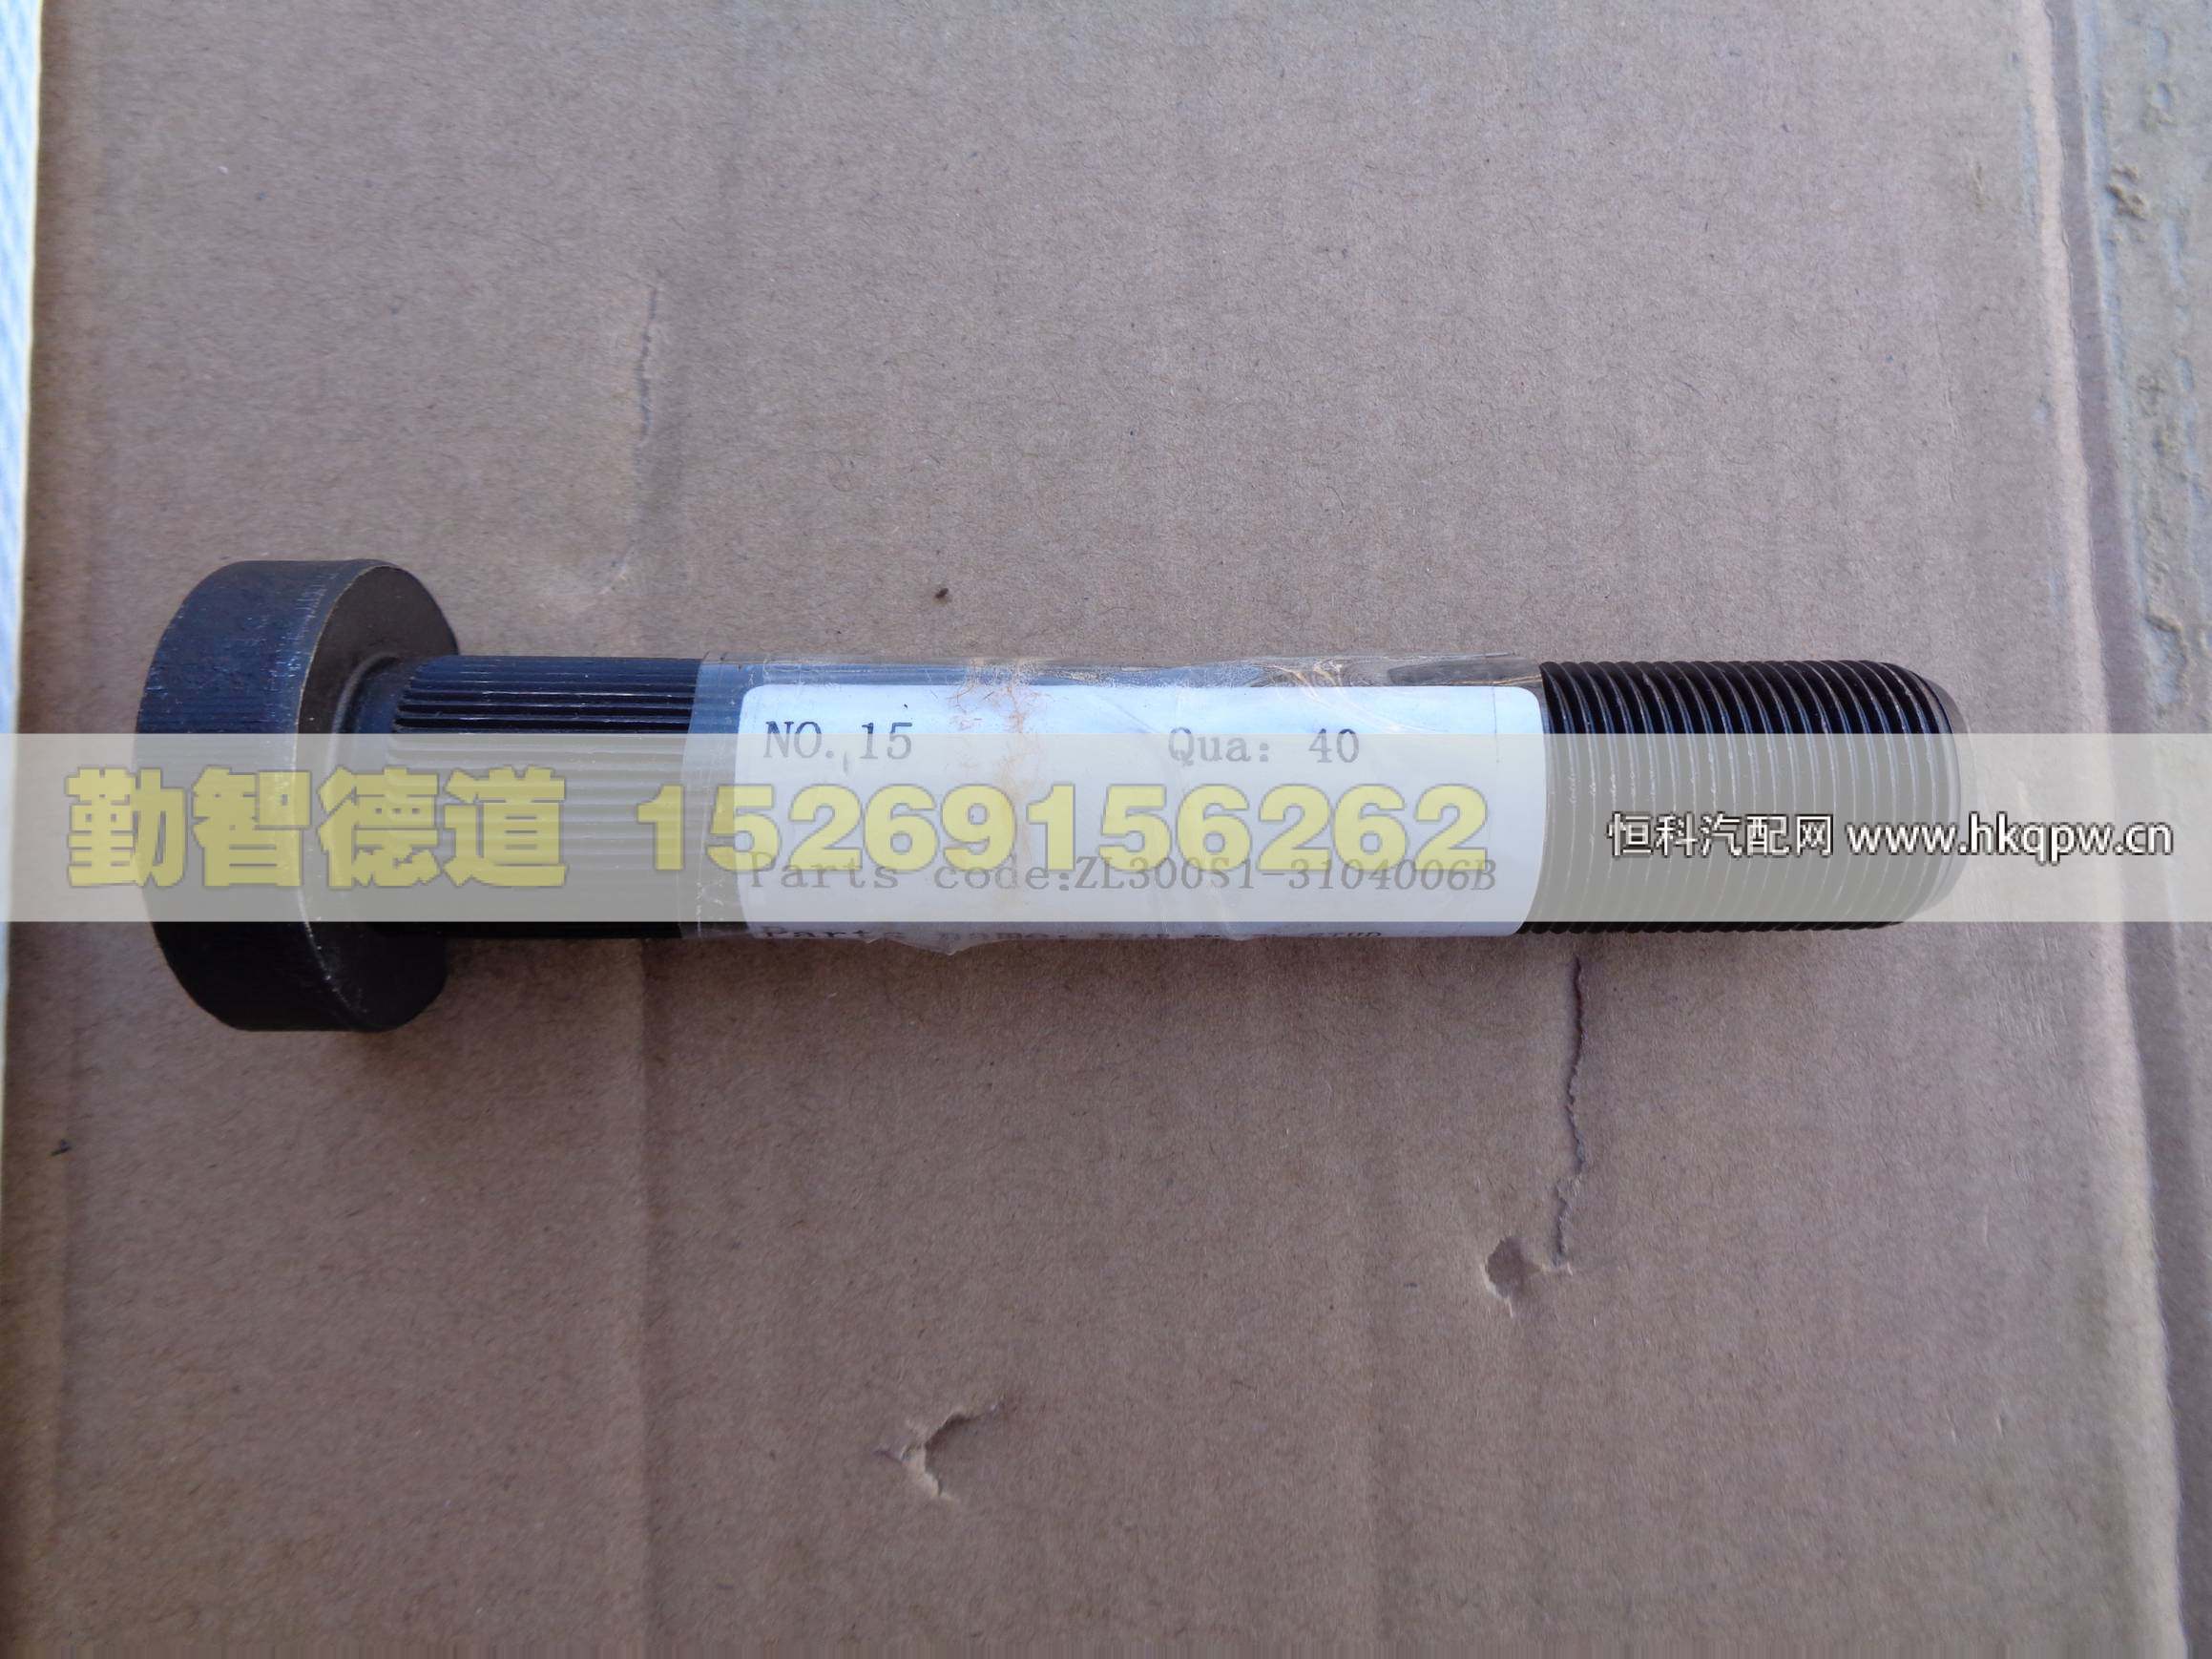 NO. 15 Qua: 40
勤智德道 15269156262
恒科汽配网 www.hkqpw.cn
Parts code:ZL300S1-3104006B
Parts